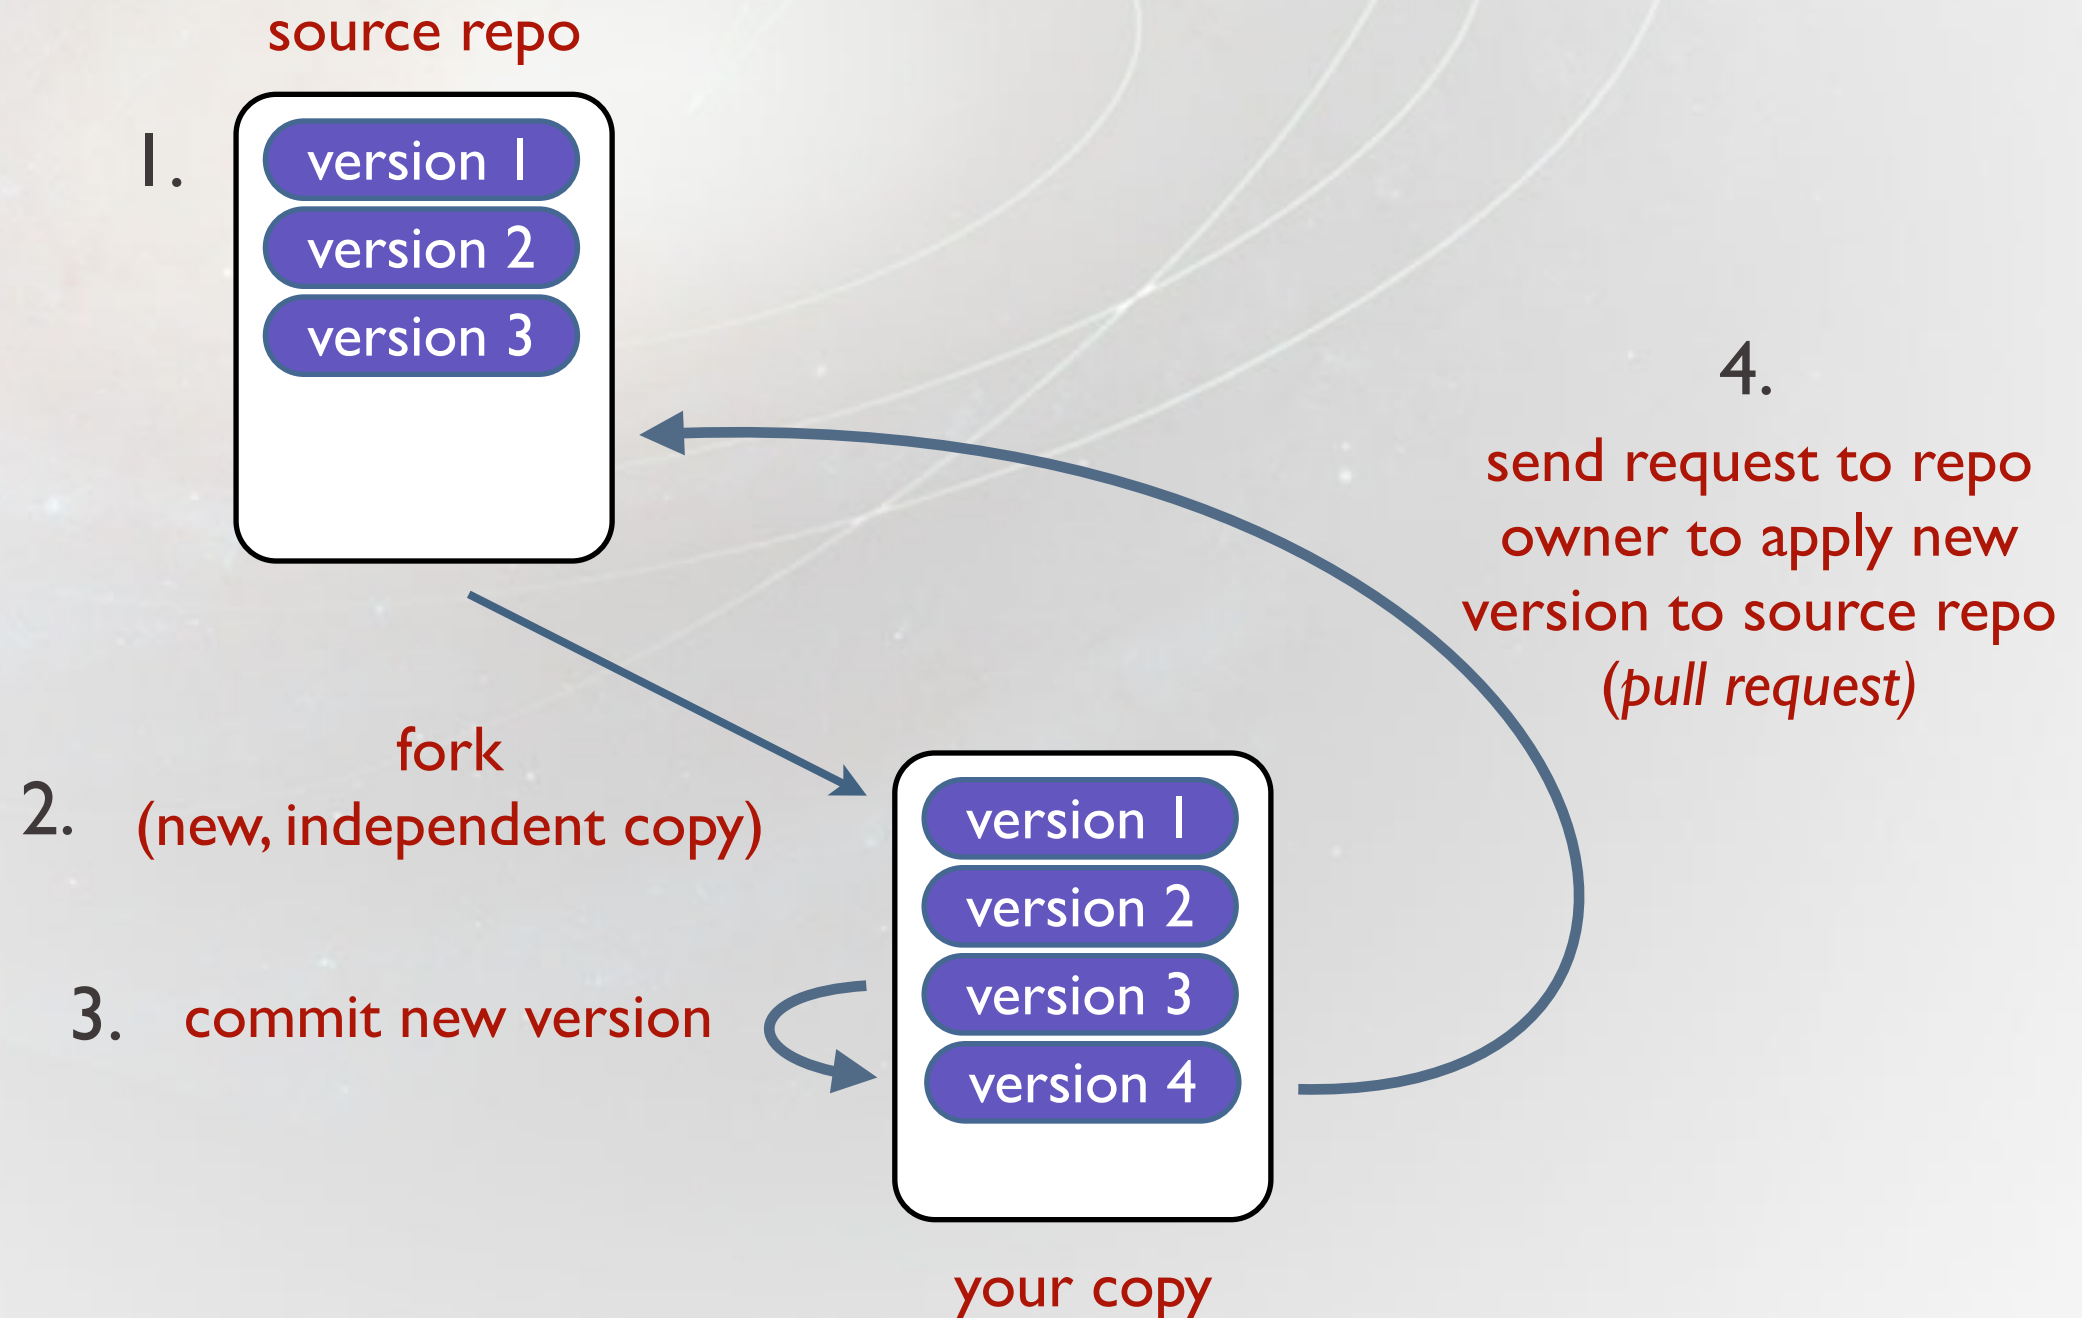 source repo
1.
version 1
version 2
version 3
4.
send request to repo
owner to apply new
version to source repo
(pull request)
2.
fork
(new, independent copy)
3.
commit new version
version 1
version 2
version 3
version 4
your copy